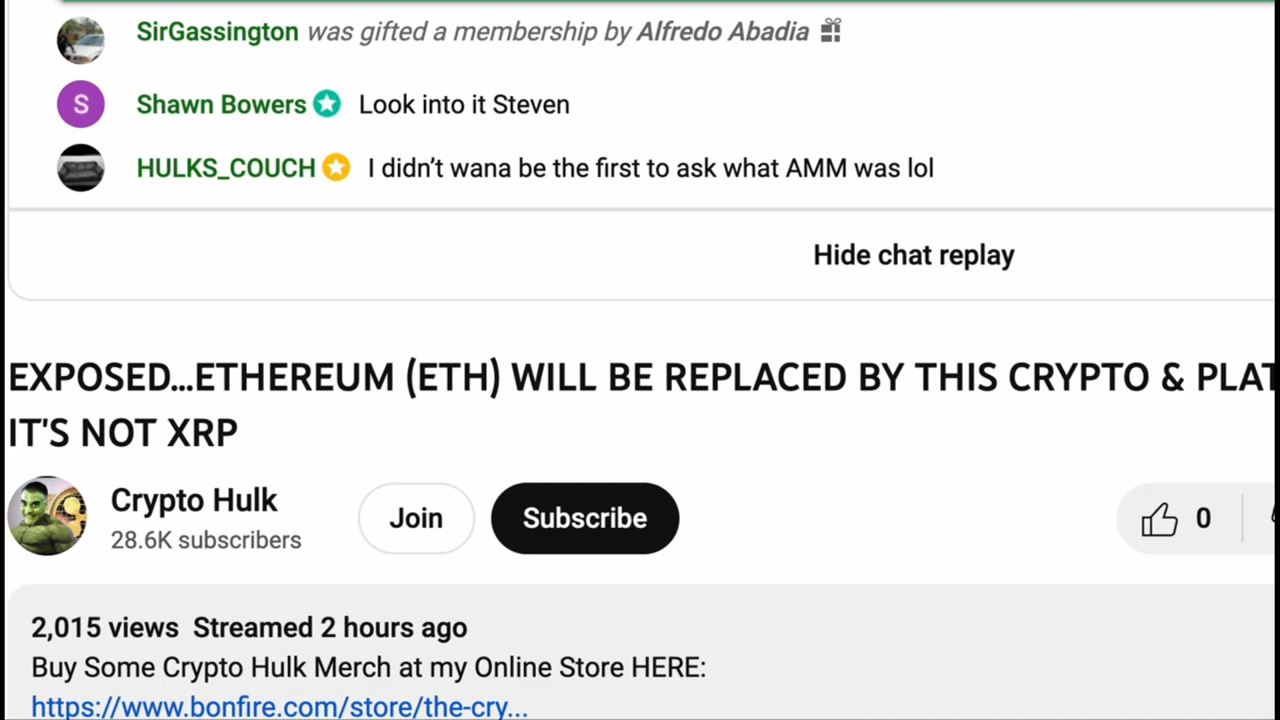 SirGassington was gifted a membership by Alfredo Abadia
S
Shawn Bowers Look into it Steven
HULKS_COUCH I didn't wana be the first to ask what AMM was lol
Hide chat replay
EXPOSED...ETHEREUM (ETH) WILL BE REPLACED BY THIS CRYPTO & PLAT
IT'S NOT XRP
Crypto Hulk
28.6K subscribers
Join
Subscribe
0
2,015 views Streamed 2 hours ago
Buy Some Crypto Hulk Merch at my Online Store HERE:
https://www.bonfire.com/store/the-cry...